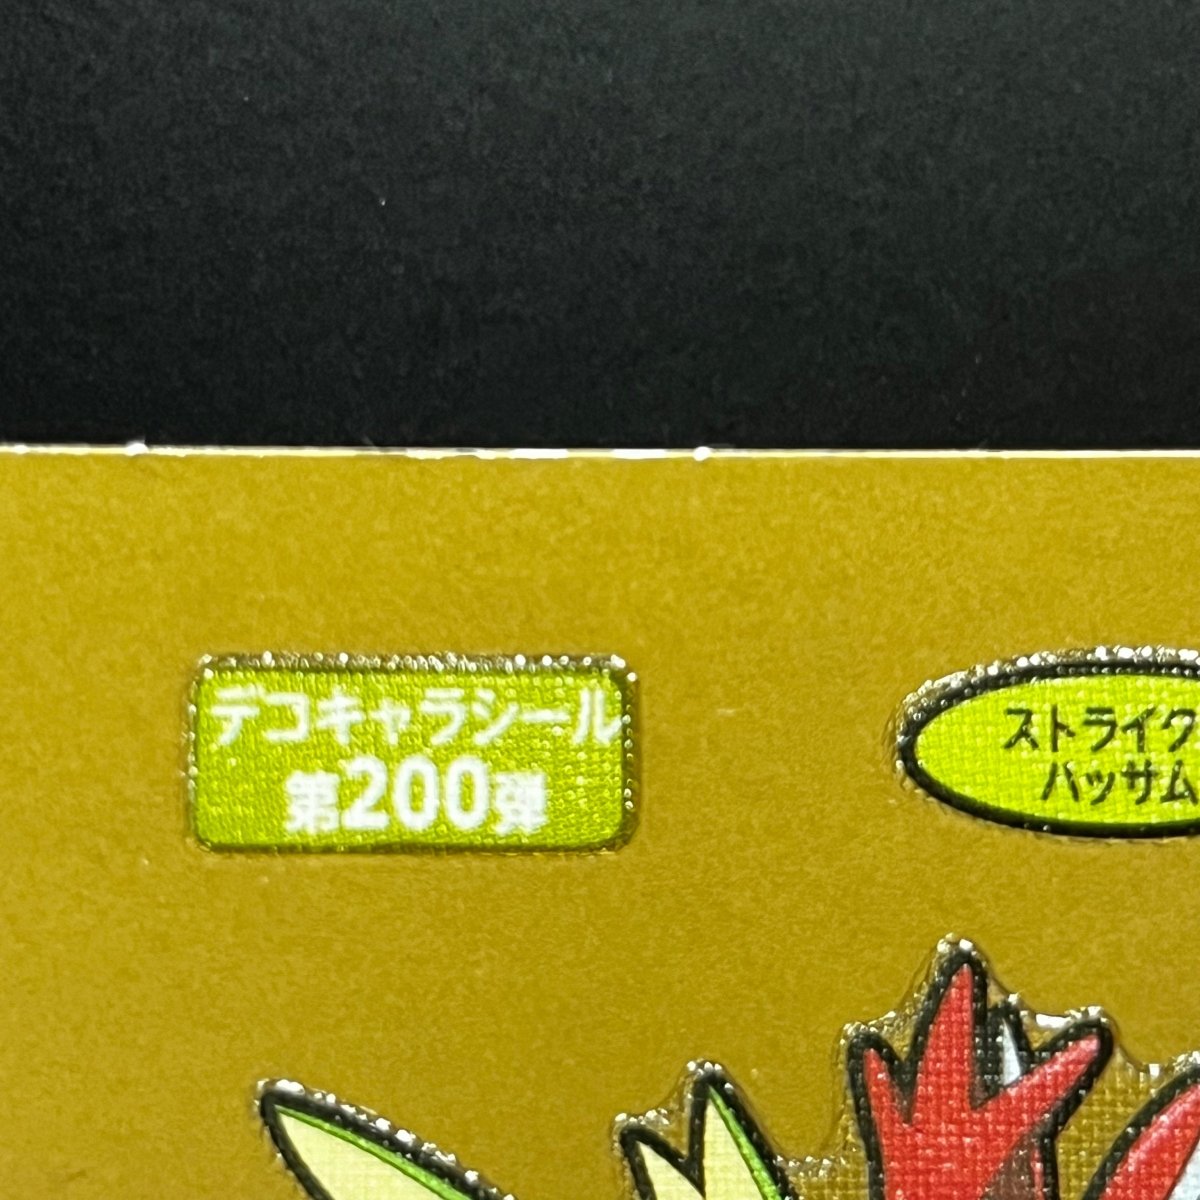 デコキャラシール
第200弾
ストライク
ハッサム